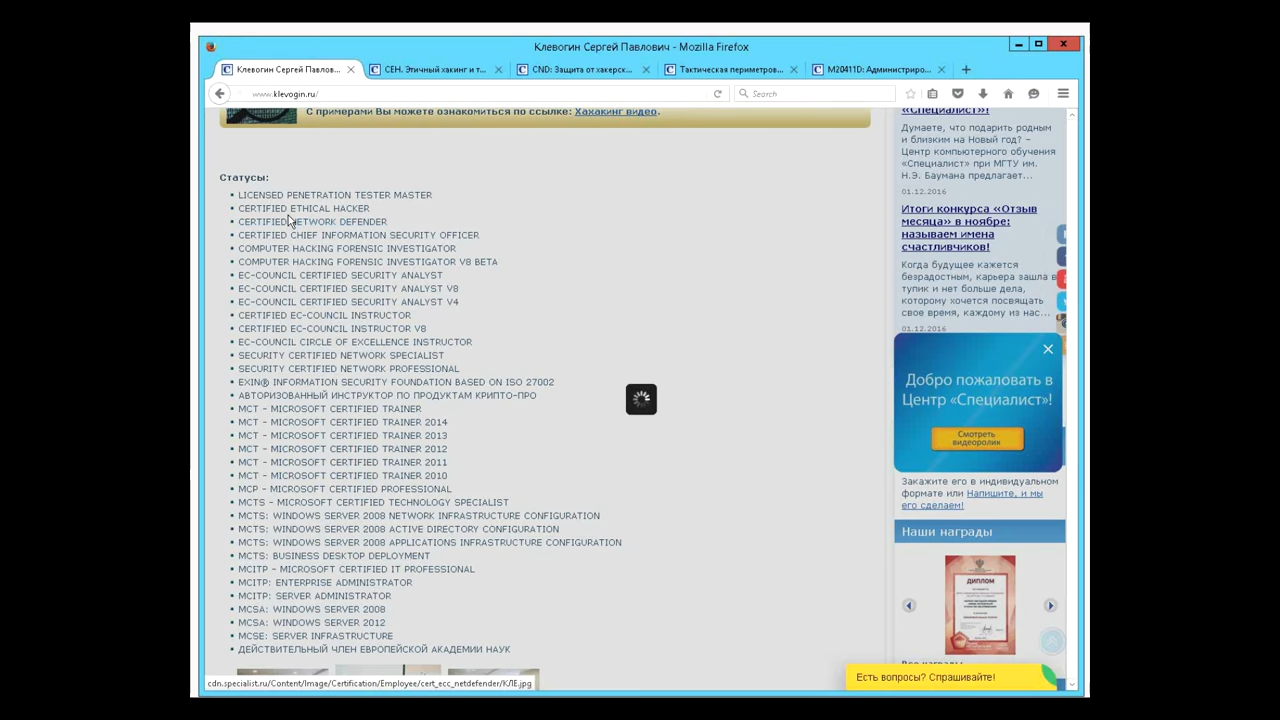 Клевогин Сергей Павлович - Mozilla Firefox
Клевогин Сергей Павлов...
CEH. Этичный хакинг и т...
CND: Защита от хакерск...
Тактическая периметров...
M20411D: Администриро...
www.klevogin.ru/
Search
С примерами Вы можете ознакомиться по ссылке: Хахакинг видео.
Статусы:
• LICENSED PENETRATION TESTER MASTER
• CERTIFIED ETHICAL HACKER
• CERTIFIED NETWORK DEFENDER
• CERTIFIED CHIEF INFORMATION SECURITY OFFICER
• COMPUTER HACKING FORENSIC INVESTIGATOR
• COMPUTER HACKING FORENSIC INVESTIGATOR V8 BETA
• EC-COUNCIL CERTIFIED SECURITY ANALYST
• EC-COUNCIL CERTIFIED SECURITY ANALYST V8
• EC-COUNCIL CERTIFIED SECURITY ANALYST V4
• CERTIFIED EC-COUNCIL INSTRUCTOR
• CERTIFIED EC-COUNCIL INSTRUCTOR V8
• EC-COUNCIL CIRCLE OF EXCELLENCE INSTRUCTOR
• SECURITY CERTIFIED NETWORK SPECIALIST
• SECURITY CERTIFIED NETWORK PROFESSIONAL
• EXIN® INFORMATION SECURITY FOUNDATION BASED ON ISO 27002
• АВТОРИЗОВАННЫЙ ИНСТРУКТОР ПО ПРОДУКТАМ КРИПТО-ПРО
• MCT - MICROSOFT CERTIFIED TRAINER
• MCT - MICROSOFT CERTIFIED TRAINER 2014
• MCT - MICROSOFT CERTIFIED TRAINER 2013
• MCT - MICROSOFT CERTIFIED TRAINER 2012
• MCT - MICROSOFT CERTIFIED TRAINER 2011
• MCT - MICROSOFT CERTIFIED TRAINER 2010
• MCP - MICROSOFT CERTIFIED PROFESSIONAL
• MCTS - MICROSOFT CERTIFIED TECHNOLOGY SPECIALIST
• MCTS: WINDOWS SERVER 2008 NETWORK INFRASTRUCTURE CONFIGURATION
• MCTS: WINDOWS SERVER 2008 ACTIVE DIRECTORY CONFIGURATION
• MCTS: WINDOWS SERVER 2008 APPLICATIONS INFRASTRUCTURE CONFIGURATION
• MCTS: BUSINESS DESKTOP DEPLOYMENT
• MCITP - MICROSOFT CERTIFIED IT PROFESSIONAL
• MCITP: ENTERPRISE ADMINISTRATOR
• MCITP: SERVER ADMINISTRATOR
• MCSA: WINDOWS SERVER 2008
• MCSA: WINDOWS SERVER 2012
• MCSE: SERVER INFRASTRUCTURE
• ДЕЙСТВИТЕЛЬНЫЙ ЧЛЕН ЕВРОПЕЙСКОЙ АКАДЕМИИ НАУК
cdn.specialist.ru/Content/Image/Certification/Employee/cert_ecc_netdefender/КЛЕ.jpg
«Специалист»!
Думаете, что подарить родным
и близким на Новый год? –
Центр компьютерного обучения
«Специалист» при МГТУ им.
Н.Э. Баумана предлагает...
01.12.2016
Итоги конкурса «Отзыв
месяца» в ноябре:
называем имена
счастливчиков!
Когда будущее кажется
безрадостным, карьера зашла в
тупик и нет больше дела,
которому хочется посвящать
свое время, каждому из нас...
01.12.2016
Добро пожаловать в
Центр «Специалист»!
Смотреть
видеоролик
Закажите его в индивидуальном
формате или Напишите, и мы
его сделаем!
Наши награды
ДИПЛОМ
Все награды
Есть вопросы? Спрашивайте!